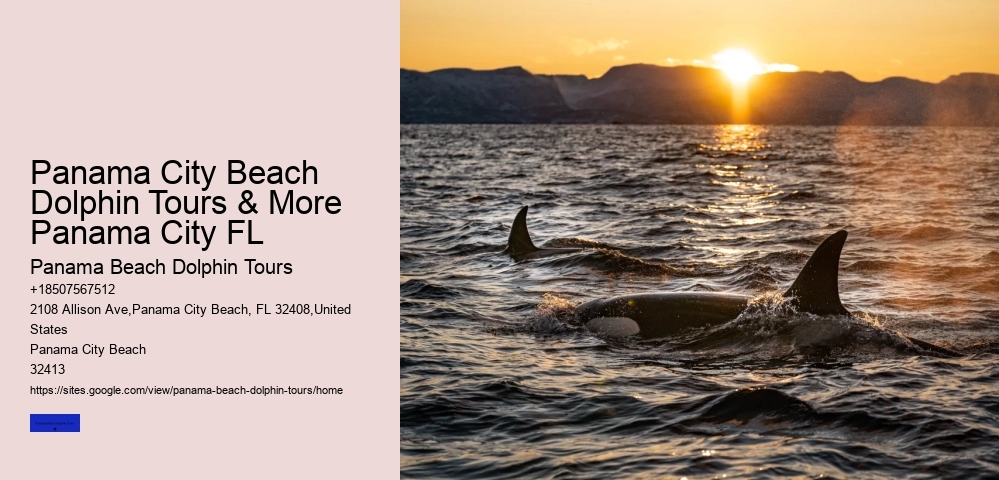 Panama City Beach
Dolphin Tours & More
Panama City FL
Panama Beach Dolphin Tours
+18507567512
2108 Allison Ave,Panama City Beach, FL 32408,United
States
Panama City Beach
32413
https://sites.google.com/view/panama-beach-dolphin-tours/home